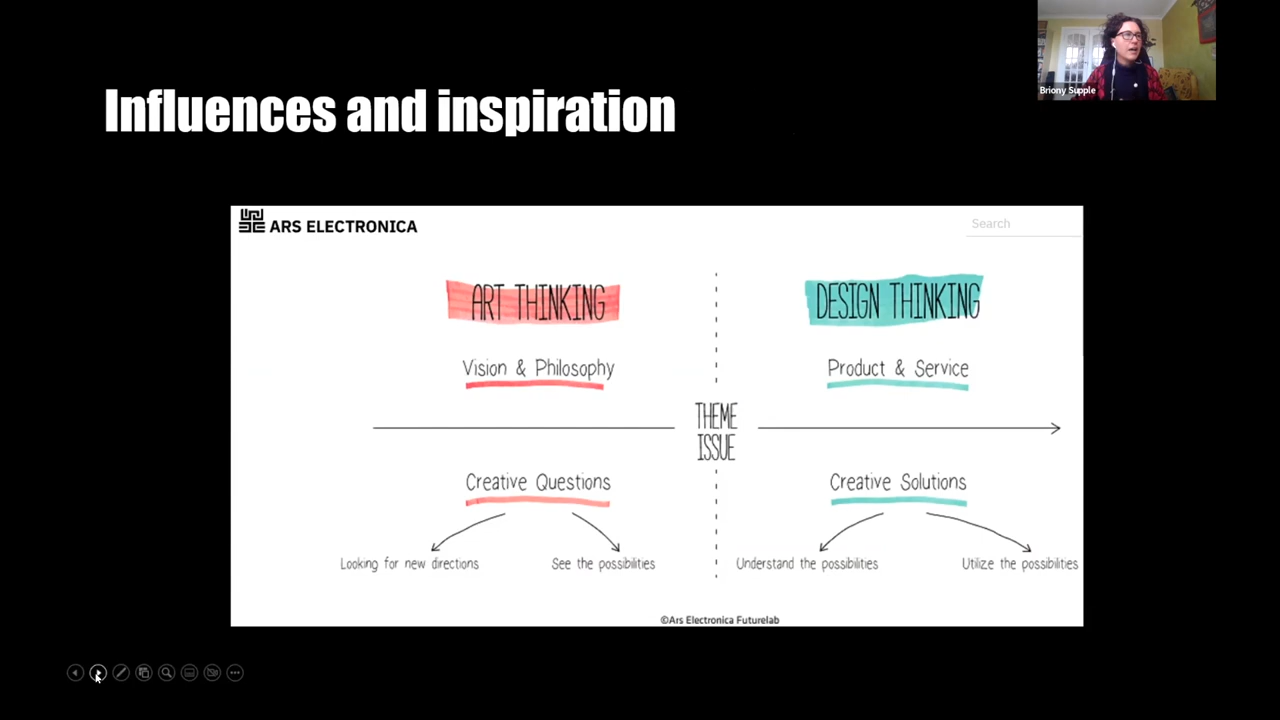 Briony Supple
Influences and inspiration
ARS ELECTRONICA
Search
ART THINKING
DESIGN THINKING
Vision & Philosophy
Product & Service
THEME
ISSUE
Creative Questions
Creative Solutions
Looking for new directions
See the possibilities
Understand the possibilities
Utilize the possibilities
©Ars Electronica Futurelab